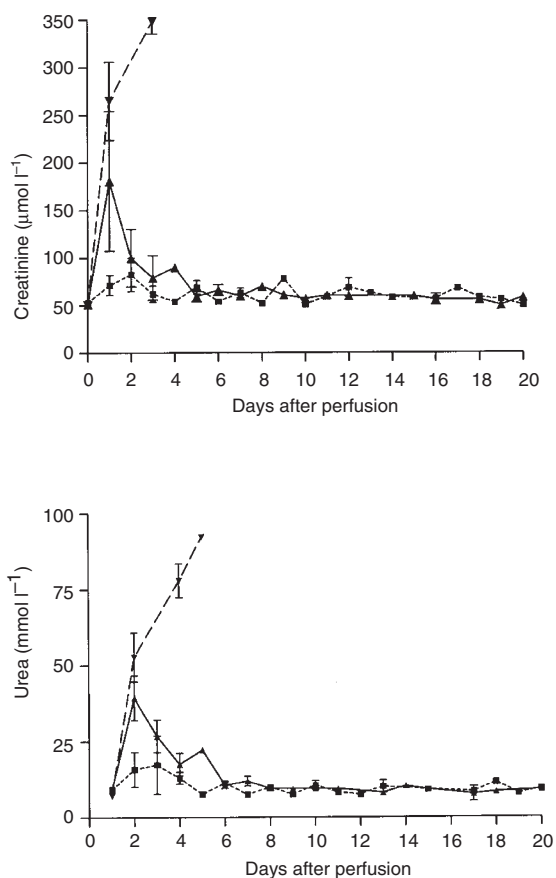 350
300
250
200
150
100
50
0
Creatinine (μmol l⁻¹)
0 2 4 6 8 10 12 14 16 18 20
Days after perfusion
100
75
50
25
0
Urea (mmol l⁻¹)
0 2 4 6 8 10 12 14 16 18 20
Days after perfusion